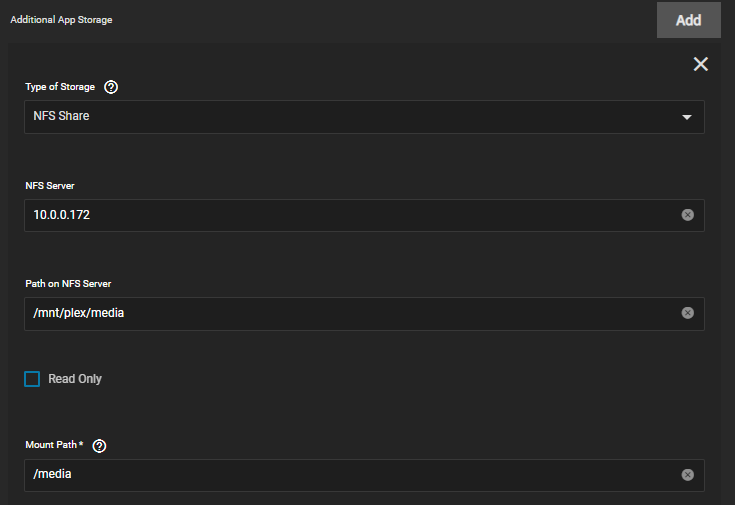 Additional App Storage
Add
Type of Storage
NFS Share
NFS Server
10.0.0.172
Path on NFS Server
/mnt/plex/media
Read Only
Mount Path *
/media